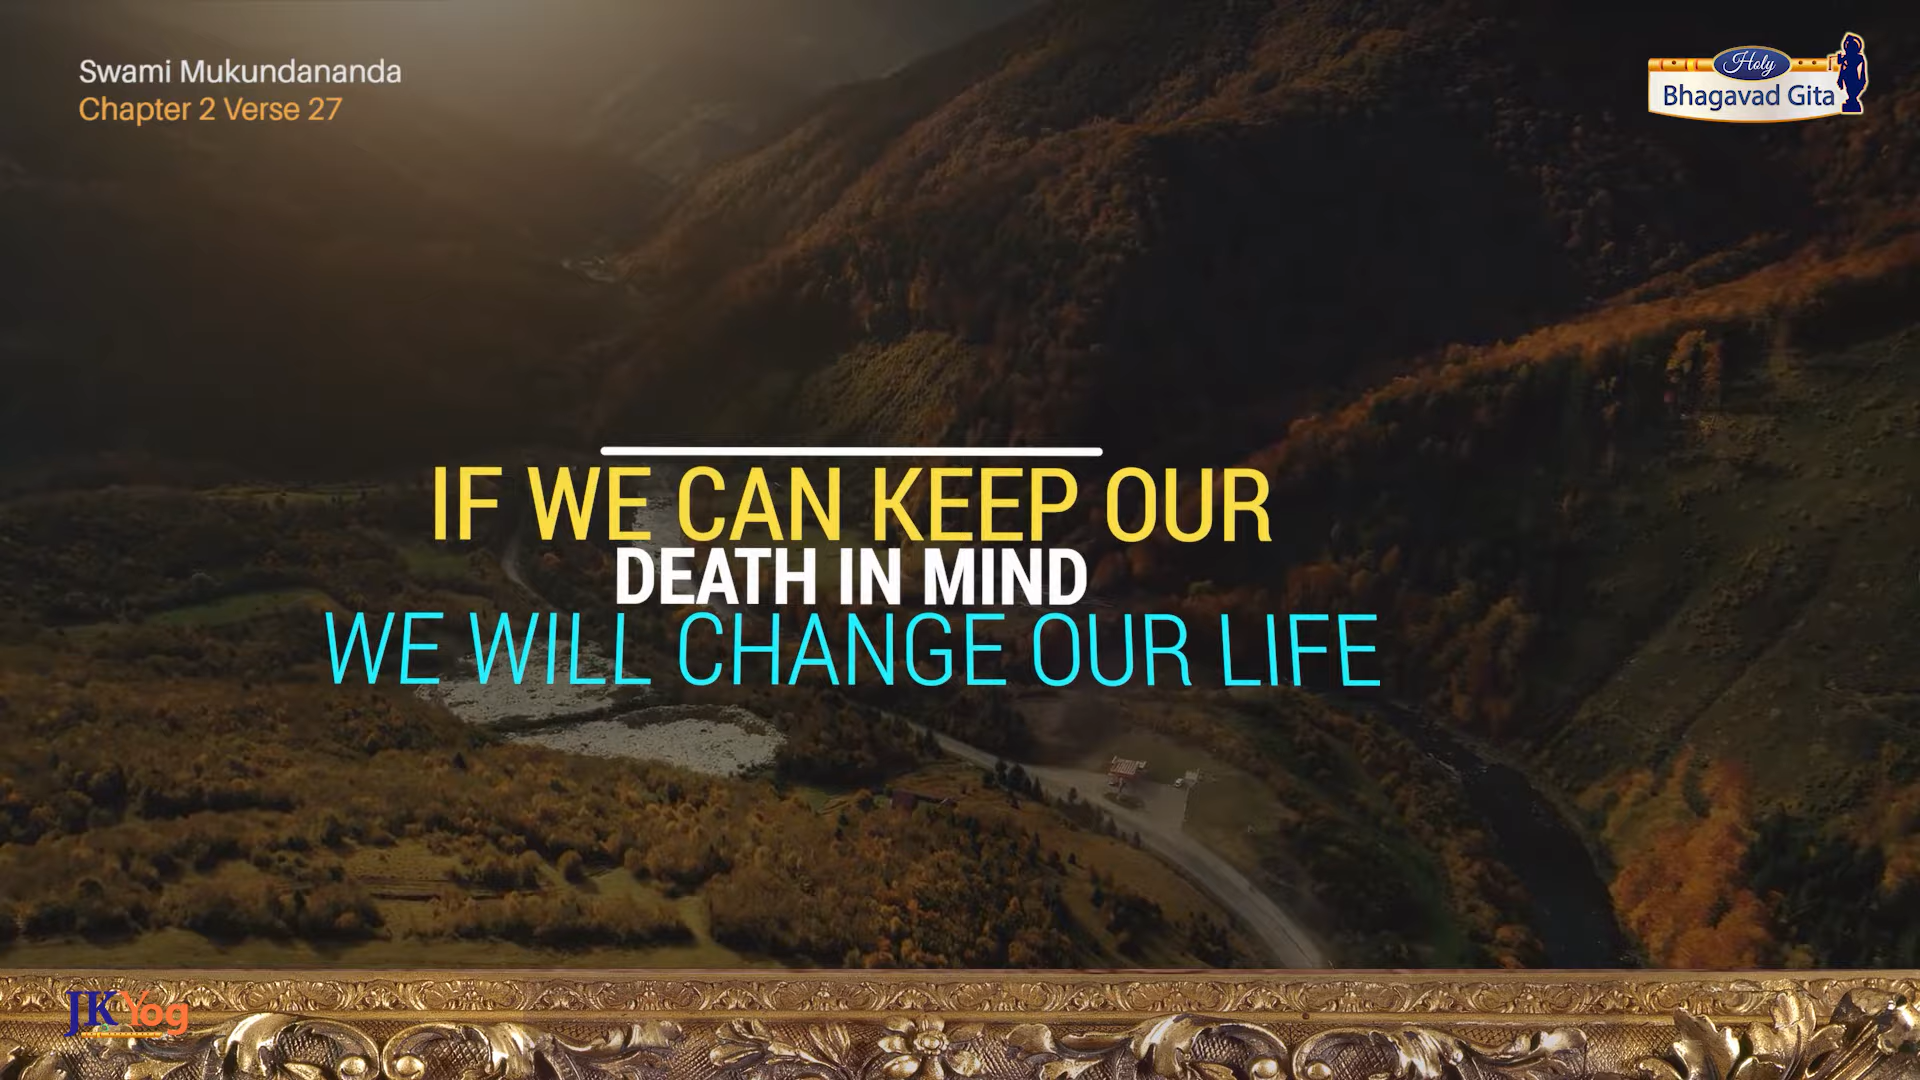 Swami Mukundananda
Chapter 2 Verse 27
Holy
Bhagavad Gita
IF WE CAN KEEP OUR
DEATH IN MIND
WE WILL CHANGE OUR LIFE
JKYog